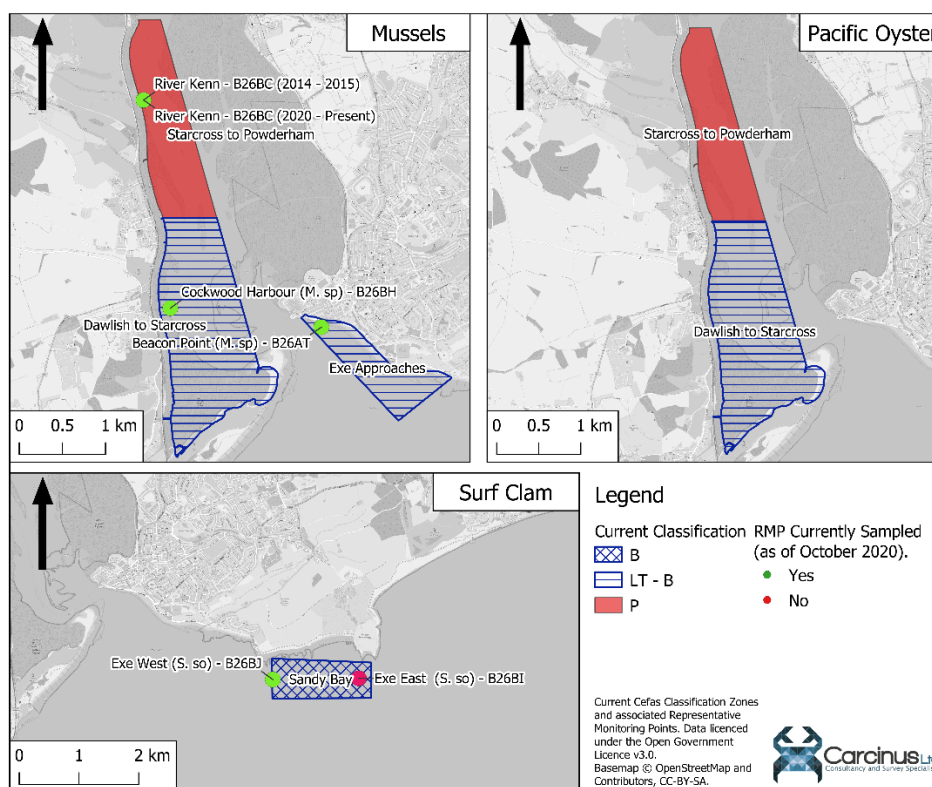 Mussels
River Kenn - B26BC (2014 - 2015)
River Kenn - B26BC (2020 - Present)
Starcross to Powderham
Cockwood Harbour (M. sp) - B26BH
Dawlish to Starcross
Beacon Point (M. sp) - B26AT
Exe Approaches
0 0.5 1 km
Pacific Oyster
Starcross to Powderham
Dawlish to Starcross
0 0.5 1 km
Surf Clam
Exe West (S. so) - B26BJ
Sandy Bay
Exe East (S. so) - B26BI
0 1 2 km
Legend
Current Classification
B
LT - B
P
RMP Currently Sampled
(as of October 2020).
Yes
No
Current Cefas Classification Zones
and associated Representative
Monitoring Points. Data licenced
under the Open Government
Licence v3.0.
Basemap © OpenStreetMap and
Contributors, CC-BY-SA.
Carcinus Ltd
Consultancy and Survey Specialis